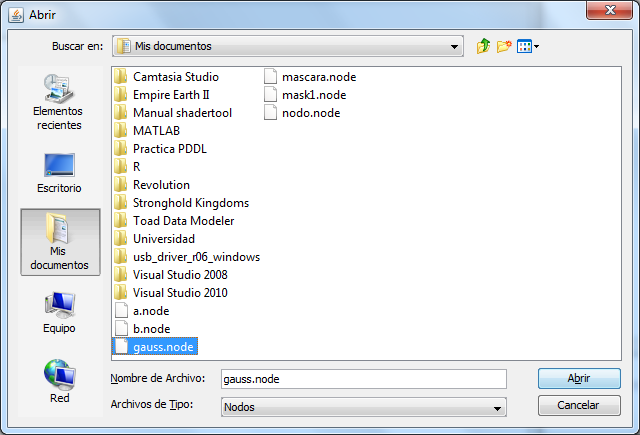 Abrir
Buscar en: Mis documentos
Elementos recientes
Escritorio
Mis documentos
Equipo
Red
Camtasia Studio
Empire Earth II
Manual shadertool
MATLAB
Practica PDDL
R
Revolution
Stronghold Kingdoms
Toad Data Modeler
Universidad
usb_driver_r06_windows
Visual Studio 2008
Visual Studio 2010
a.node
b.node
gauss.node
mascara.node
mask1.node
nodo.node
Nombre de Archivo: gauss.node
Abrir
Archivos de Tipo: Nodos
Cancelar